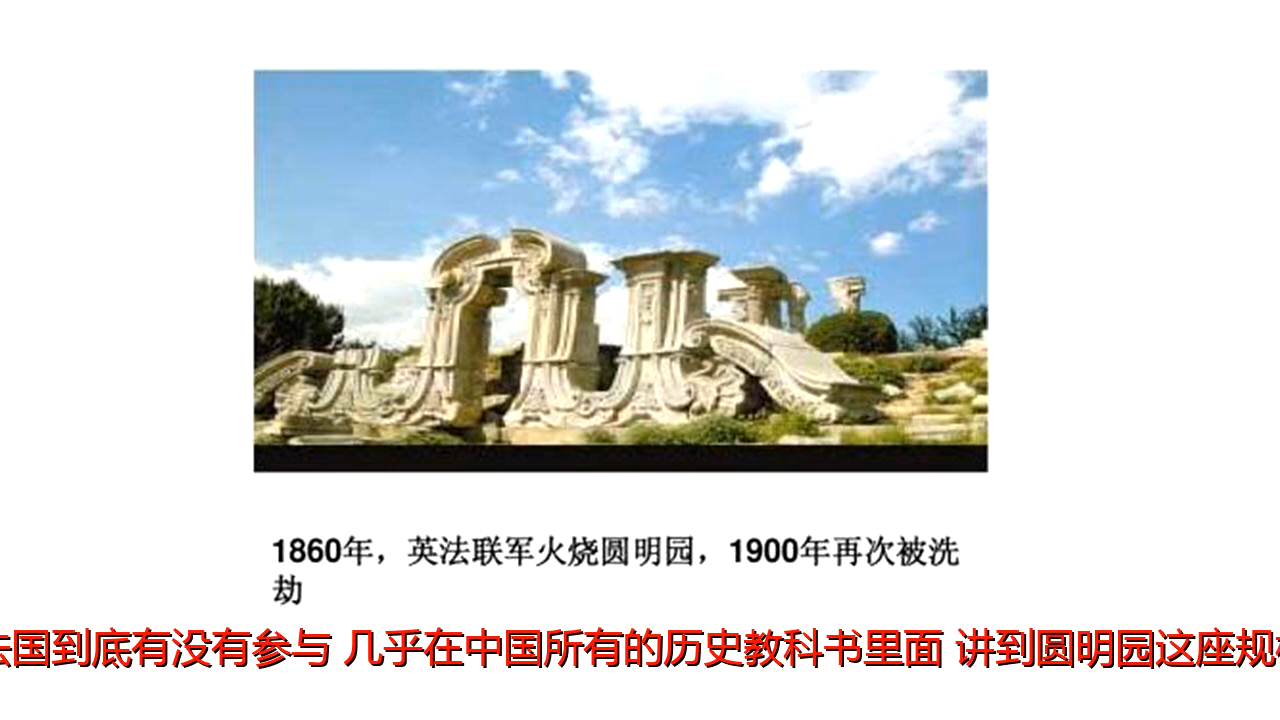 1860年，英法联军火烧圆明园，1900年再次被洗
劫
国到底有没有参与 几乎在中国所有的历史教科书里面 讲到圆明园这座规